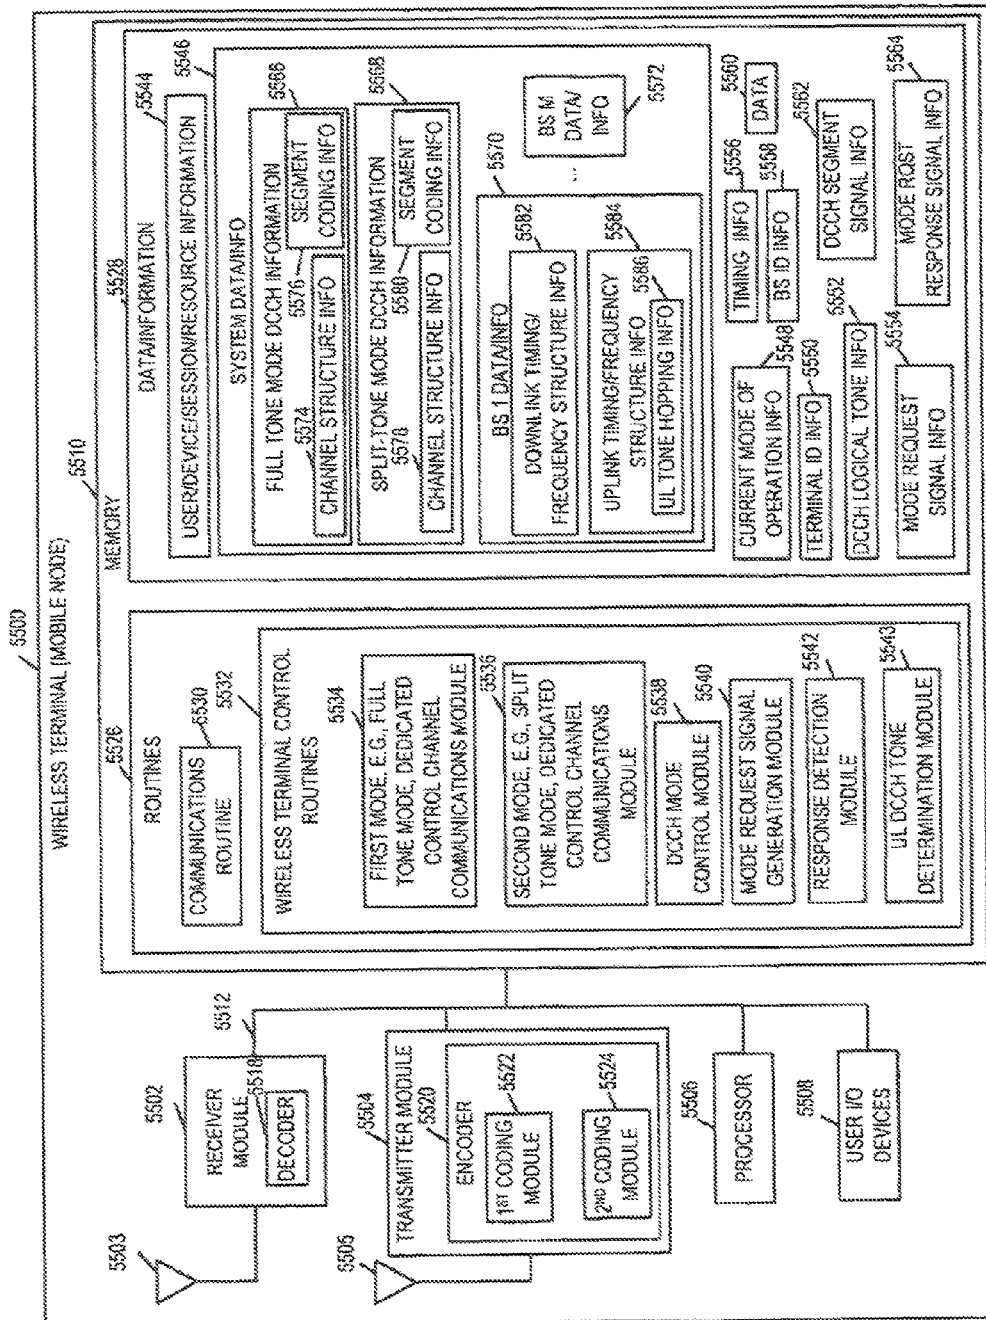 5500
WIRELESS TERMINAL (MOBILE NODE)
5503
5502
RECEIVER
MODULE
5518
DECODER
5512
5505
5504
TRANSMITTER MODULE
5520
ENCODER
5522
1ST CODING
MODULE
5524
2ND CODING
MODULE
5506
PROCESSOR
5508
USER I/O
DEVICES
5510
MEMORY
5526
ROUTINES
5530
COMMUNICATIONS
ROUTINE
5532
WIRELESS TERMINAL CONTROL
ROUTINES
5534
FIRST MODE, E.G., FULL
TONE MODE, DEDICATED
CONTROL CHANNEL
COMMUNICATIONS MODULE
5536
SECOND MODE, E.G., SPLIT
TONE MODE, DEDICATED
CONTROL CHANNEL
COMMUNICATIONS
MODULE
5538
DCCH MODE
CONTROL MODULE
5540
MODE REQUEST SIGNAL
GENERATION MODULE
5542
RESPONSE DETECTION
MODULE
5543
UL DCCH TONE
DETERMINATION MODULE
5528
DATA/INFORMATION
5544
USER/DEVICE/SESSION/RESOURCE INFORMATION
5546
SYSTEM DATA/INFO
5566
FULL TONE MODE DCCH INFORMATION
5574
CHANNEL STRUCTURE INFO
5576
SEGMENT
CODING INFO
5568
SPLIT-TONE MODE DCCH INFORMATION
5578
CHANNEL STRUCTURE INFO
5580
SEGMENT
CODING INFO
5570
BS 1 DATA/INFO
5582
DOWNLINK TIMING/
FREQUENCY STRUCTURE INFO
5584
UPLINK TIMING/FREQUENCY
STRUCTURE INFO
5586
UL TONE HOPPING INFO
...
BS M
DATA/
INFO
5572
5548
CURRENT MODE OF
OPERATION INFO
5550
TERMINAL ID INFO
5552
DCCH LOGICAL TONE INFO
5554
MODE REQUEST
SIGNAL INFO
5556
TIMING INFO
5558
BS ID INFO
5560
DATA
5562
DCCH SEGMENT
SIGNAL INFO
5564
MODE RQST
RESPONSE SIGNAL INFO